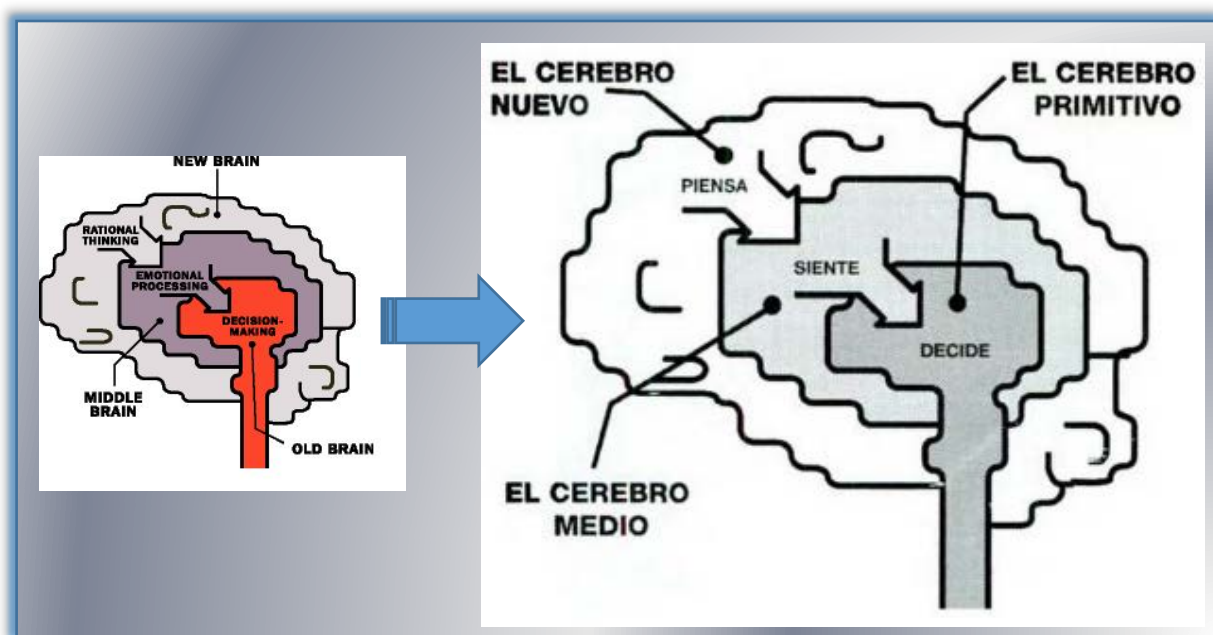 NEW BRAIN
RATIONAL
THINKING
EMOTIONAL
PROCESSING
DECISION-
MAKING
MIDDLE
BRAIN
OLD BRAIN
EL CEREBRO
NUEVO
EL CEREBRO
PRIMITIVO
PIENSA
SIENTE
DECIDE
EL CEREBRO
MEDIO